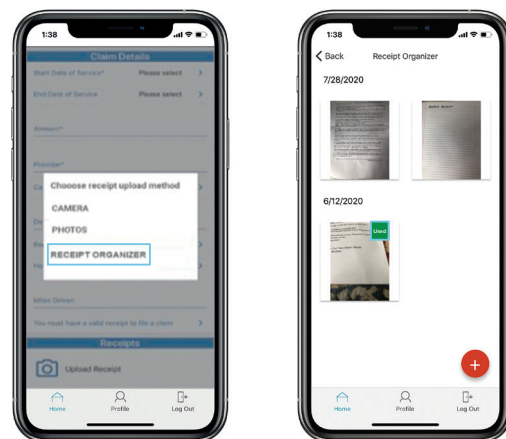 1:38
Claim Details
Start Date of Service* Please select
End Date of Service Please select
Amount*
Provider*
Chooose receipt upload method
CAMERA
PHOTOS
RECEIPT ORGANIZER
Miles Driven
You must have a valid receipt to file a claim
Receipts
Upload Receipt
Home Profile Log Out
1:38
Back Receipt Organizer
7/28/2020
6/12/2020
Used
+
Home Profile Log Out